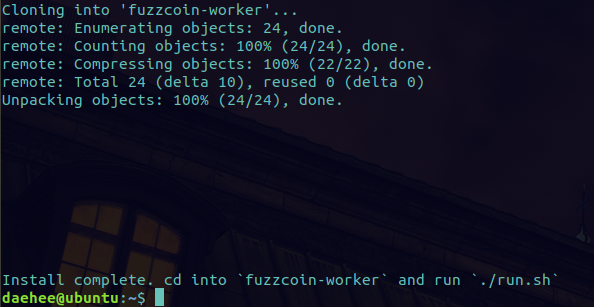 Cloning into 'fuzzcoin-worker'...
remote: Enumerating objects: 24, done.
remote: Counting objects: 100% (24/24), done.
remote: Compressing objects: 100% (22/22), done.
remote: Total 24 (delta 10), reused 0 (delta 0)
Unpacking objects: 100% (24/24), done.
Install complete. cd into `fuzzcoin-worker` and run `./run.sh`
daehee@ubuntu:~$